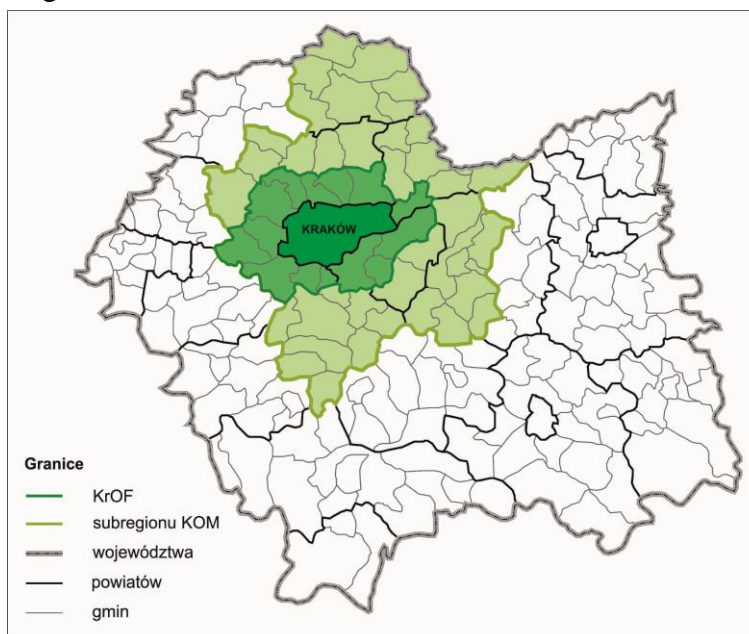 KRAKÓW
Granice
KrOF
subregionu KOM
województwa
powiatów
gmin